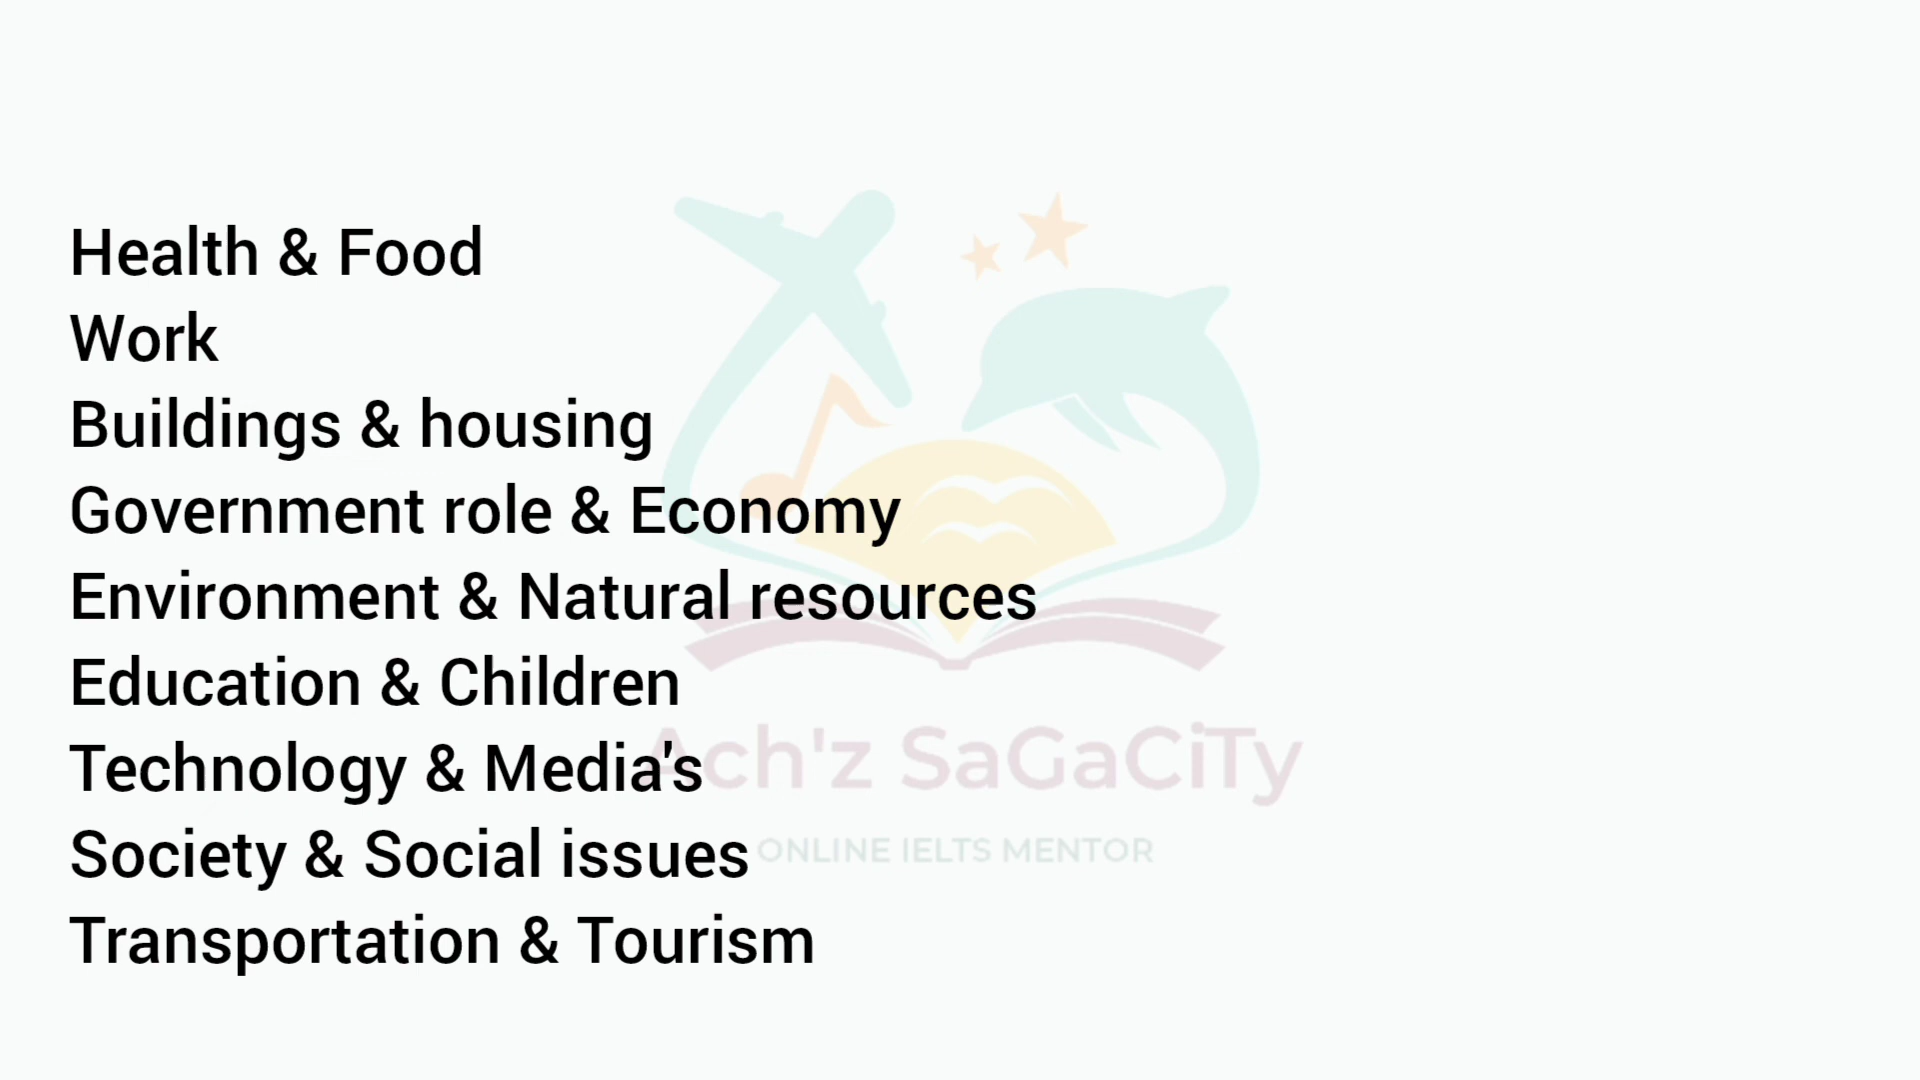 Health & Food
Work
Buildings & housing
Government role & Economy
Environment & Natural resources
Education & Children
Technology & Media's
Society & Social issues
Transportation & Tourism
Ach'z SaGaCiTy
ONLINE IELTS MENTOR